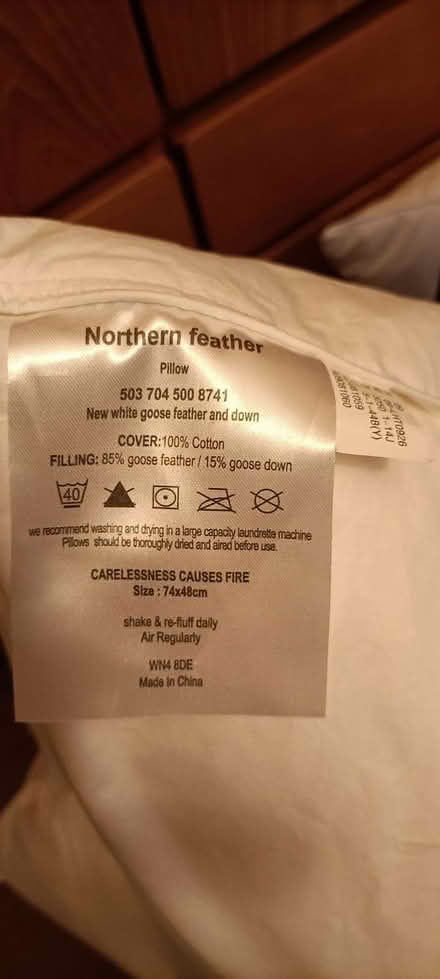 Northern feather
Pillow
503 704 500 8741
New white goose feather and down
COVER:100% Cotton
FILLING: 85% goose feather / 15% goose down
40
we recommend washing and drying in a large capacity laundrette machine
Pillows should be thoroughly dried and aired before use.
CARELESSNESS CAUSES FIRE
Size : 74x48cm
shake & re-fluff daily
Air Regularly
WN4 8DE
Made In China